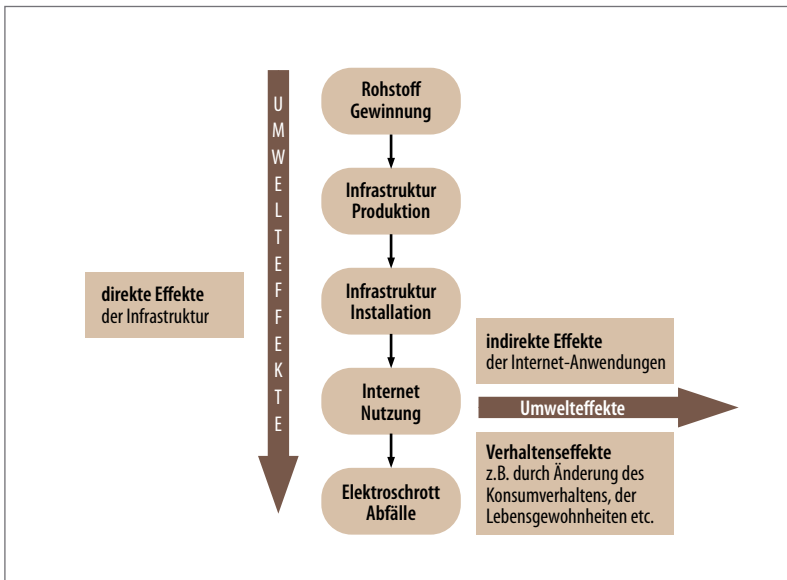 UMWELTEFFEKTE
Rohstoff
Gewinnung
Infrastruktur
Produktion
direkte Effekte
der Infrastruktur
Infrastruktur
Installation
indirekte Effekte
der Internet-Anwendungen
Internet
Nutzung
Umwelteffekte
Verhaltenseffekte
z.B. durch Änderung des
Konsumverhaltens, der
Lebensgewohnheiten etc.
Elektroschrott
Abfälle